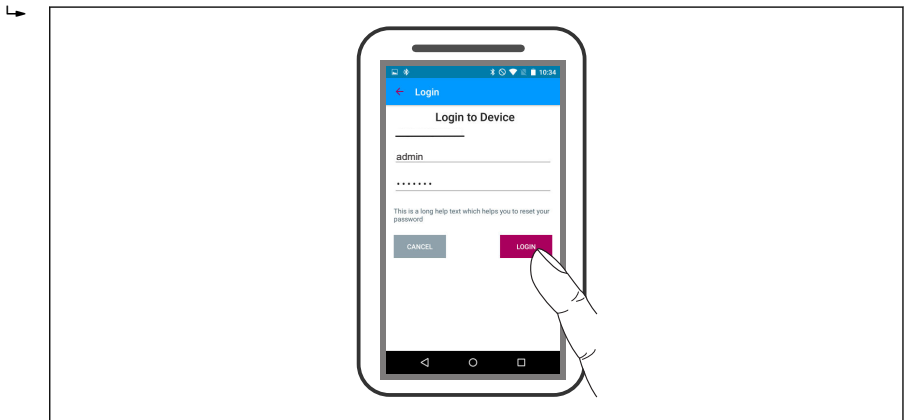 10:34
Login
Login to Device
admin
•••••••
This is a long help text which helps you to reset your
password
CANCEL
LOGIN